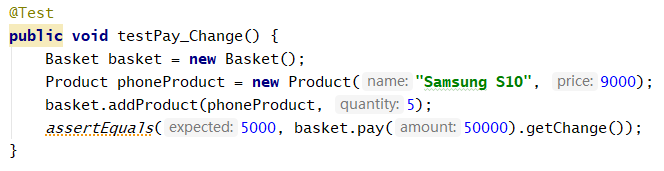 @Test
public void testPay_Change() {
Basket basket = new Basket();
Product phoneProduct = new Product( name: "Samsung S10", price: 9000);
basket.addProduct(phoneProduct, quantity: 5);
assertEquals( expected: 5000, basket.pay( amount: 50000).getChange());
}